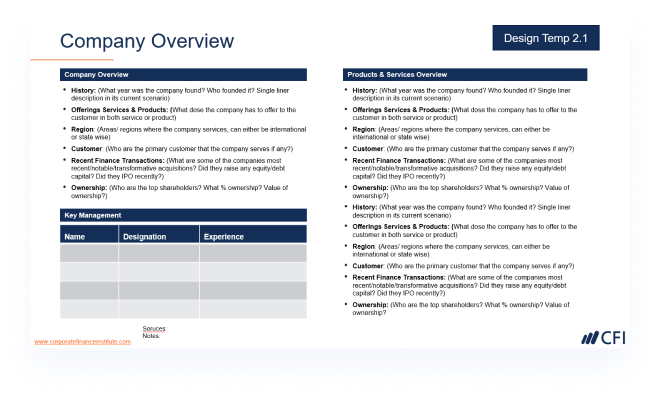 Company Overview
Design Temp 2.1
Company Overview
• History: (What year was the company found? Who founded it? Single liner
description in its current scenario)
• Offerings Services & Products: (What dose the company has to offer to the
customer in both service or product)
• Region: (Areas/ regions where the company services, can either be international
or state wise)
• Customer: (Who are the primary customer that the company serves if any?)
• Recent Finance Transactions: (What are some of the companies most
recent/notable/transformative acquisitions? Did they raise any equity/debt
capital? Did they IPO recently?)
• Ownership: (Who are the top shareholders? What % ownership? Value of
ownership?)
Key Management
Name Designation Experience
Soruces:
Notes:
www.corporatefinanceinstitute.com
Products & Services Overview
• History: (What year was the company found? Who founded it? Single liner
description in its current scenario)
• Offerings Services & Products: (What dose the company has to offer to the
customer in both service or product)
• Region: (Areas/ regions where the company services, can either be
international or state wise)
• Customer: (Who are the primary customer that the company serves if any?)
• Recent Finance Transactions: (What are some of the companies most
recent/notable/transformative acquisitions? Did they raise any equity/debt
capital? Did they IPO recently?)
• Ownership: (Who are the top shareholders? What % ownership? Value of
ownership?)
• History: (What year was the company found? Who founded it? Single liner
description in its current scenario)
• Offerings Services & Products: (What dose the company has to offer to the
customer in both service or product)
• Region: (Areas/ regions where the company services, can either be
international or state wise)
• Customer: (Who are the primary customer that the company serves if any?)
• Recent Finance Transactions: (What are some of the companies most
recent/notable/transformative acquisitions? Did they raise any equity/debt
capital? Did they IPO recently?)
• Ownership: (Who are the top shareholders? What % ownership? Value of
ownership?
CFI